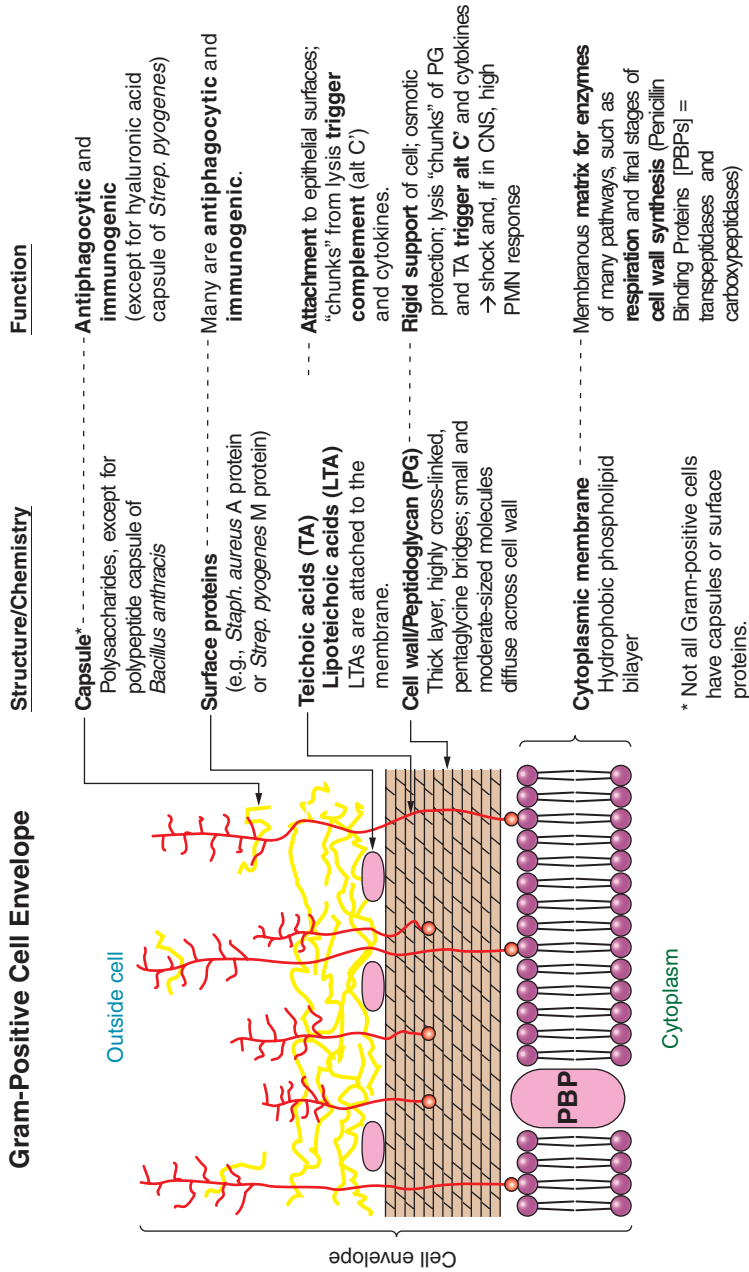 Gram-Positive Cell Envelope
Outside cell
Cell envelope
PBP
Cytoplasm
Structure/Chemistry
Function
Capsule*
Polysaccharides, except for
polypeptide capsule of
Bacillus anthracis
Antiphagocytic and
immunogenic
(except for hyaluronic acid
capsule of Strep. pyogenes)
Surface proteins
(e.g., Staph. aureus A protein
or Strep. pyogenes M protein)
Many are antiphagocytic and
immunogenic.
Teichoic acids (TA)
Lipoteichoic acids (LTA)
LTAs are attached to the
membrane.
Attachment to epithelial surfaces;
“chunks” from lysis trigger
complement (alt C’)
and cytokines.
Cell wall/Peptidoglycan (PG)
Thick layer, highly cross-linked,
pentaglycine bridges; small and
moderate-sized molecules
diffuse across cell wall
Rigid support of cell; osmotic
protection; lysis “chunks” of PG
and TA trigger alt C’ and cytokines
→ shock and, if in CNS, high
PMN response
Cytoplasmic membrane
Hydrophobic phospholipid
bilayer
Membranous matrix for enzymes
of many pathways, such as
respiration and final stages of
cell wall synthesis (Penicillin
Binding Proteins [PBPs] =
transpeptidases and
carboxypeptidases)
* Not all Gram-positive cells
have capsules or surface
proteins.